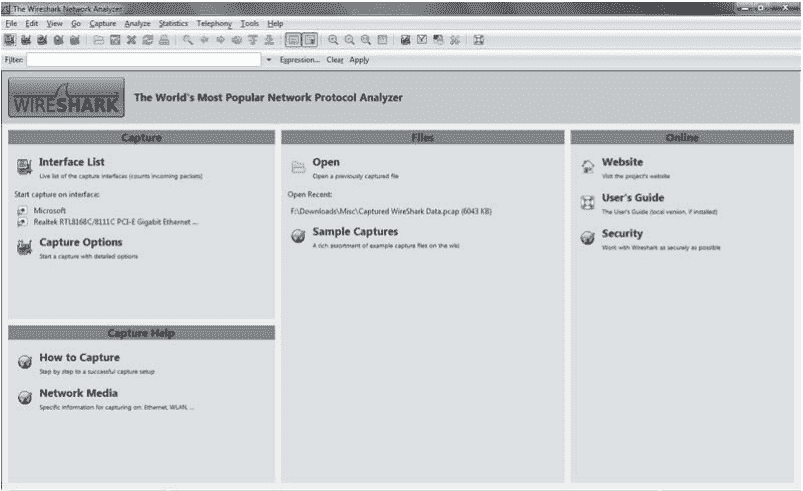 The Wireshark Network Analyzer
File Edit View Go Capture Analyze Statistics Telephony Tools Help
Filter: Expression... Clear Apply
WIRESHARK The World's Most Popular Network Protocol Analyzer
Capture
Interface List
Live list of the capture interfaces (counts incoming packets)
Start capture on interface:
Microsoft
Realtek RTL8168C/8111C PCI-E Gigabit Ethernet ...
Capture Options
Start a capture with detailed options
Capture Help
How to Capture
Step by step to a successful capture setup
Network Media
Specific information for capturing on: Ethernet, WLAN, ...
Files
Open
Open a previously captured file
Open Recent:
F:\Downloads\Misc\Captured WireShark Data.pcap (6043 KB)
Sample Captures
A rich assortment of example capture files on the wiki
Online
Website
Visit the project's website
User's Guide
The User's Guide (local version, if installed)
Security
Work with Wireshark as securely as possible